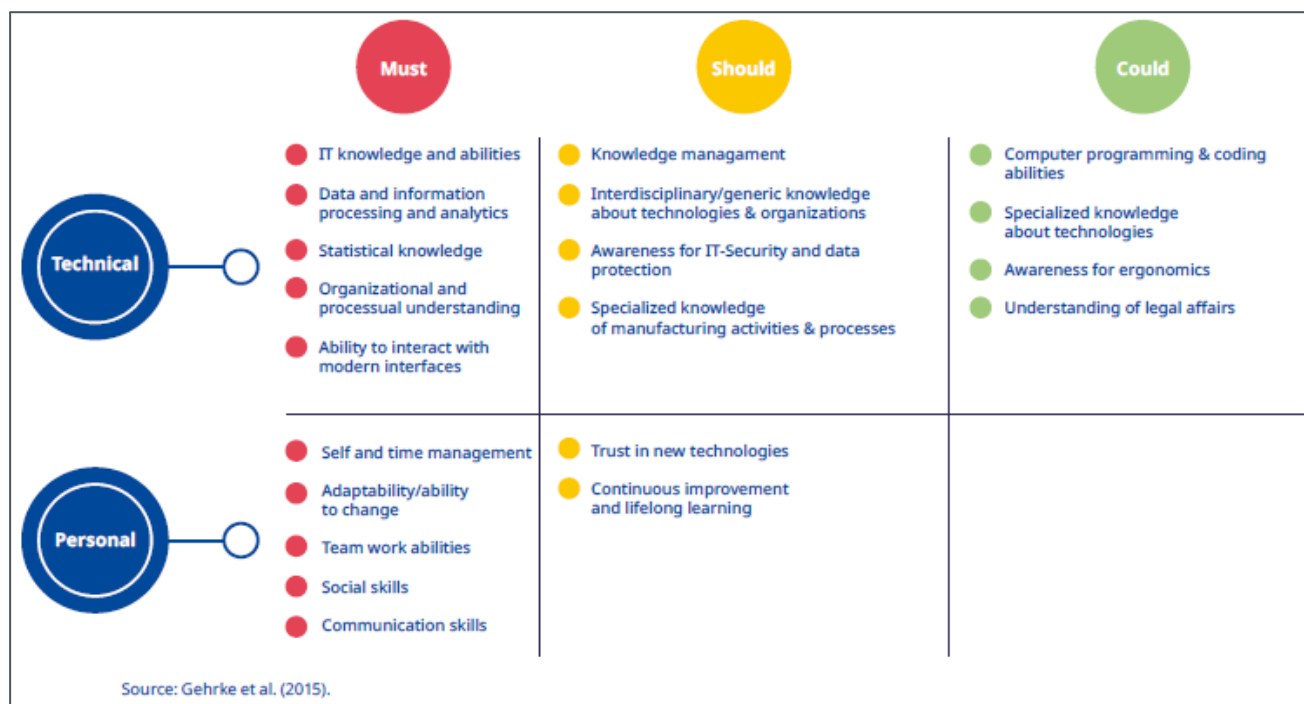 Must
Should
Could
Technical
IT knowledge and abilities
Data and information
processing and analytics
Statistical knowledge
Organizational and
processual understanding
Ability to interact with
modern interfaces
Knowledge managament
Interdisciplinary/generic knowledge
about technologies & organizations
Awareness for IT-Security and data
protection
Specialized knowledge
of manufacturing activities & processes
Computer programming & coding
abilities
Specialized knowledge
about technologies
Awareness for ergonomics
Understanding of legal affairs
Personal
Self and time management
Adaptability/ability
to change
Team work abilities
Social skills
Communication skills
Trust in new technologies
Continuous improvement
and lifelong learning
Source: Gehrke et al. (2015).